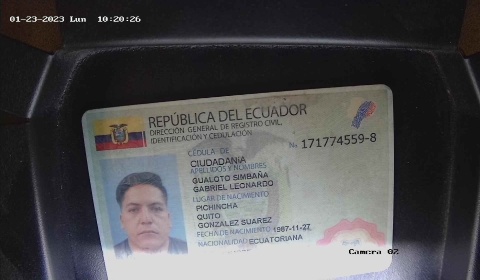 01-23-2023 Lun 10:20:26
REPÚBLICA DEL ECUADOR
DIRECCIÓN GENERAL DE REGISTRO CIVIL,
IDENTIFICACIÓN Y CEDULACIÓN
CÉDULA DE
CIUDADANÍA
No 171774559-8
APELLIDOS Y NOMBRES
GUALOTO SIMBAÑA
GABRIEL LEONARDO
LUGAR DE NACIMIENTO
PICHINCHA
QUITO
GONZALEZ SUAREZ
FECHA DE NACIMIENTO 1987-11-27
NACIONALIDAD ECUATORIANA
Camera 02